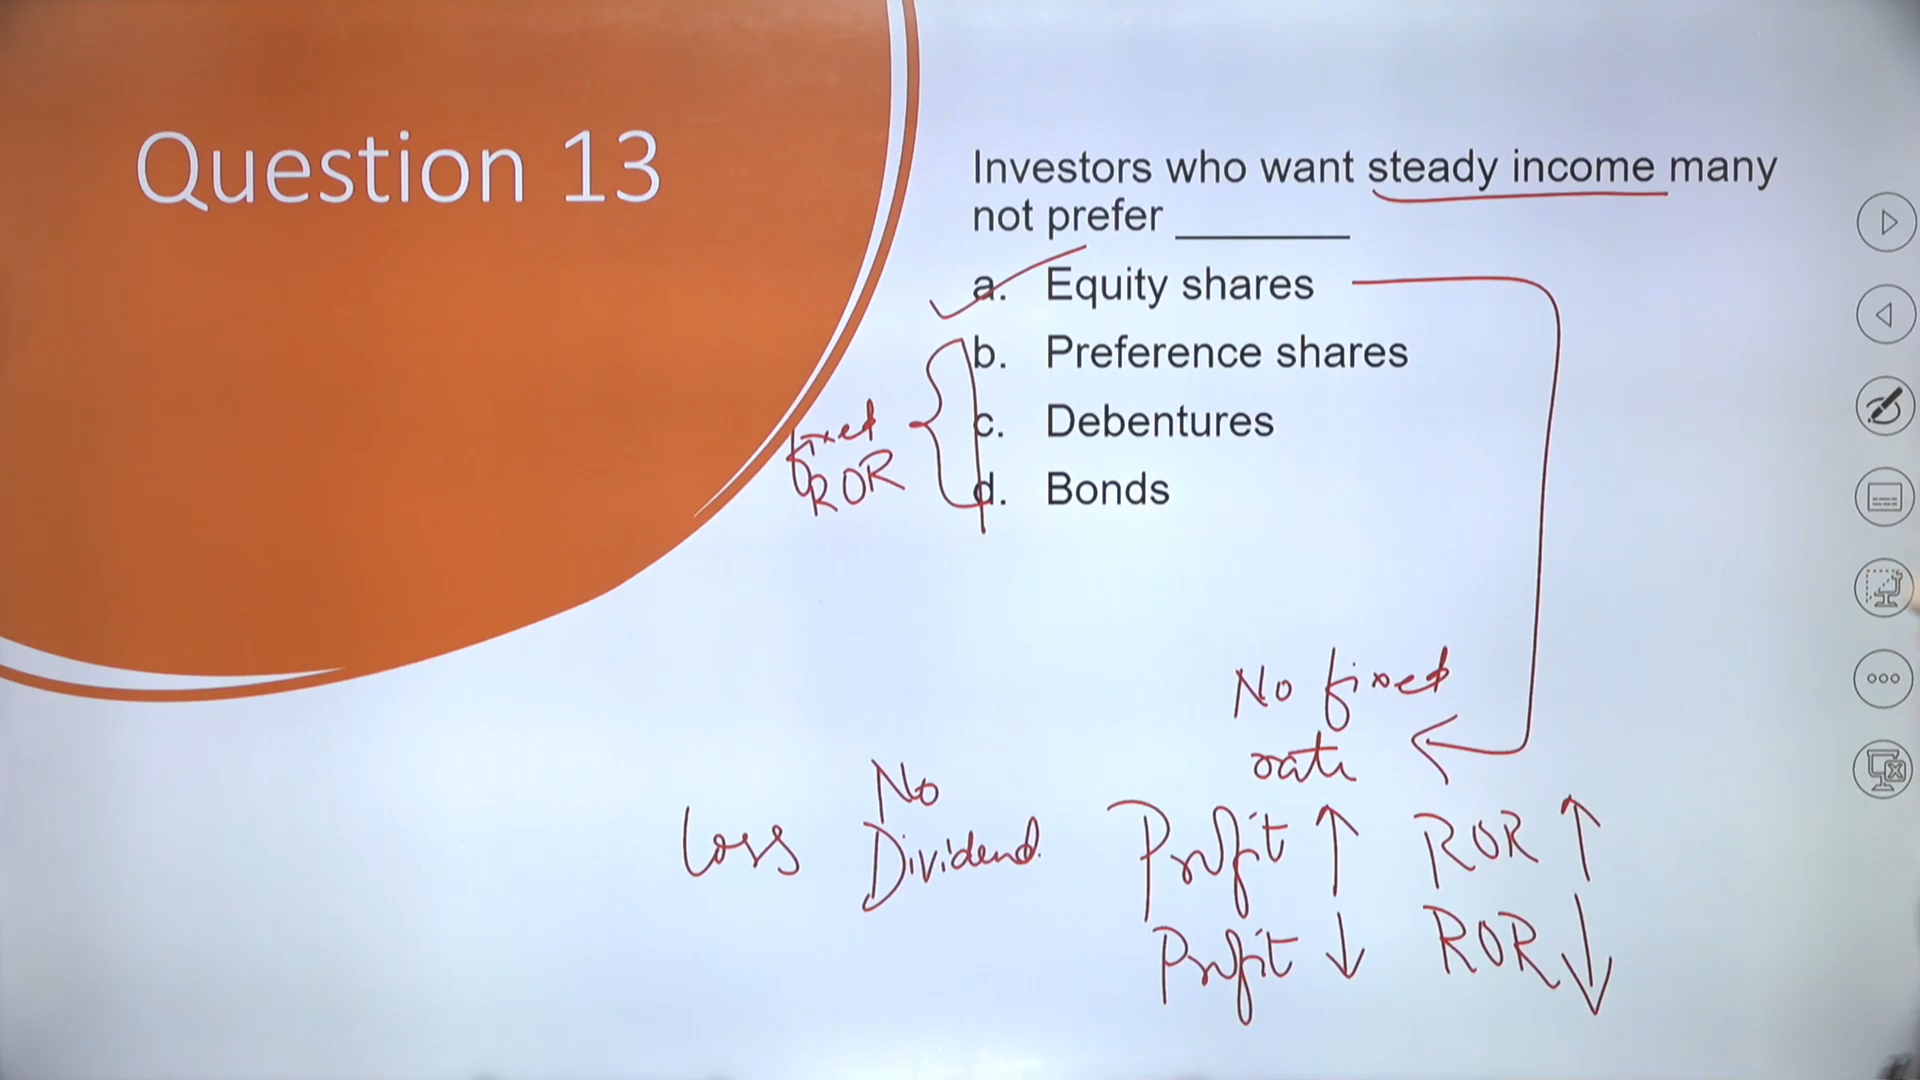 Question 13
Investors who want steady income many
not prefer ________
a. Equity shares
b. Preference shares
c. Debentures
d. Bonds
fixed
ROR
No fixed
rate
Loss No Dividend.
Profit ↑ ROR ↑
Profit ↓ ROR ↓